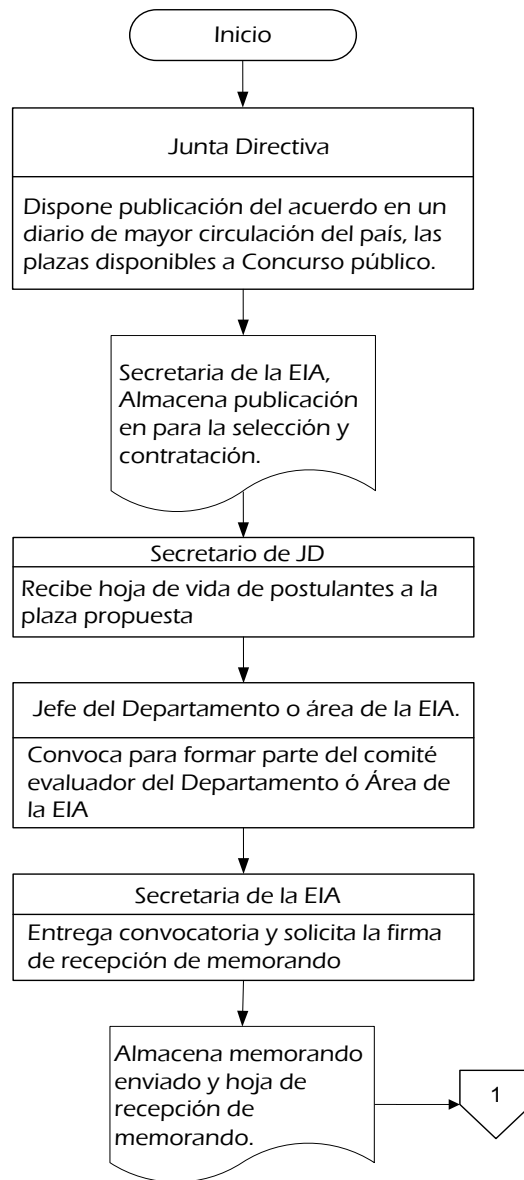 Inicio
Junta Directiva
Dispone publicación del acuerdo en un
diario de mayor circulación del país, las
plazas disponibles a Concurso público.
Secretaria de la EIA,
Almacena publicación
en para la selección y
contratación.
Secretario de JD
Recibe hoja de vida de postulantes a la
plaza propuesta
Jefe del Departamento o área de la EIA.
Convoca para formar parte del comité
evaluador del Departamento ó Área de
la EIA
Secretaria de la EIA
Entrega convocatoria y solicita la firma
de recepción de memorando
Almacena memorando
enviado y hoja de
recepción de
memorando.
1